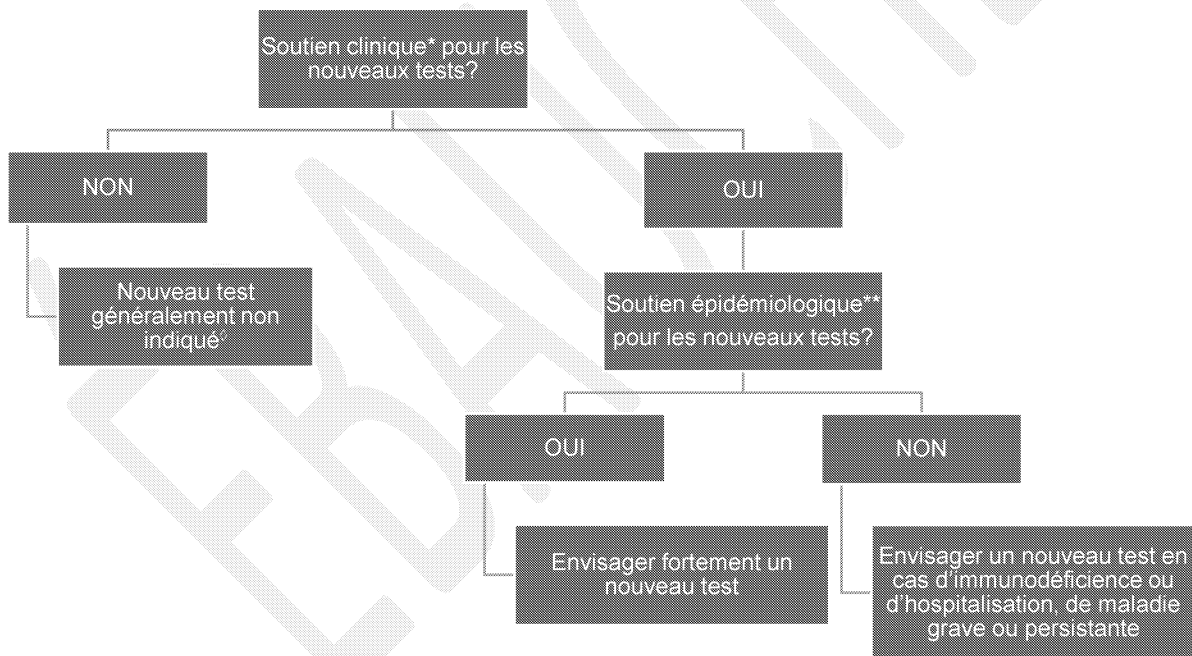 Soutien clinique* pour les
nouveaux tests?
NON
OUI
Nouveau test
généralement non
indiqué◊
Soutien épidémiologique**
pour les nouveaux tests?
OUI
NON
Envisager fortement un
nouveau test
Envisager un nouveau test en
cas d'immunodéficience ou
d'hospitalisation, de maladie
grave ou persistante